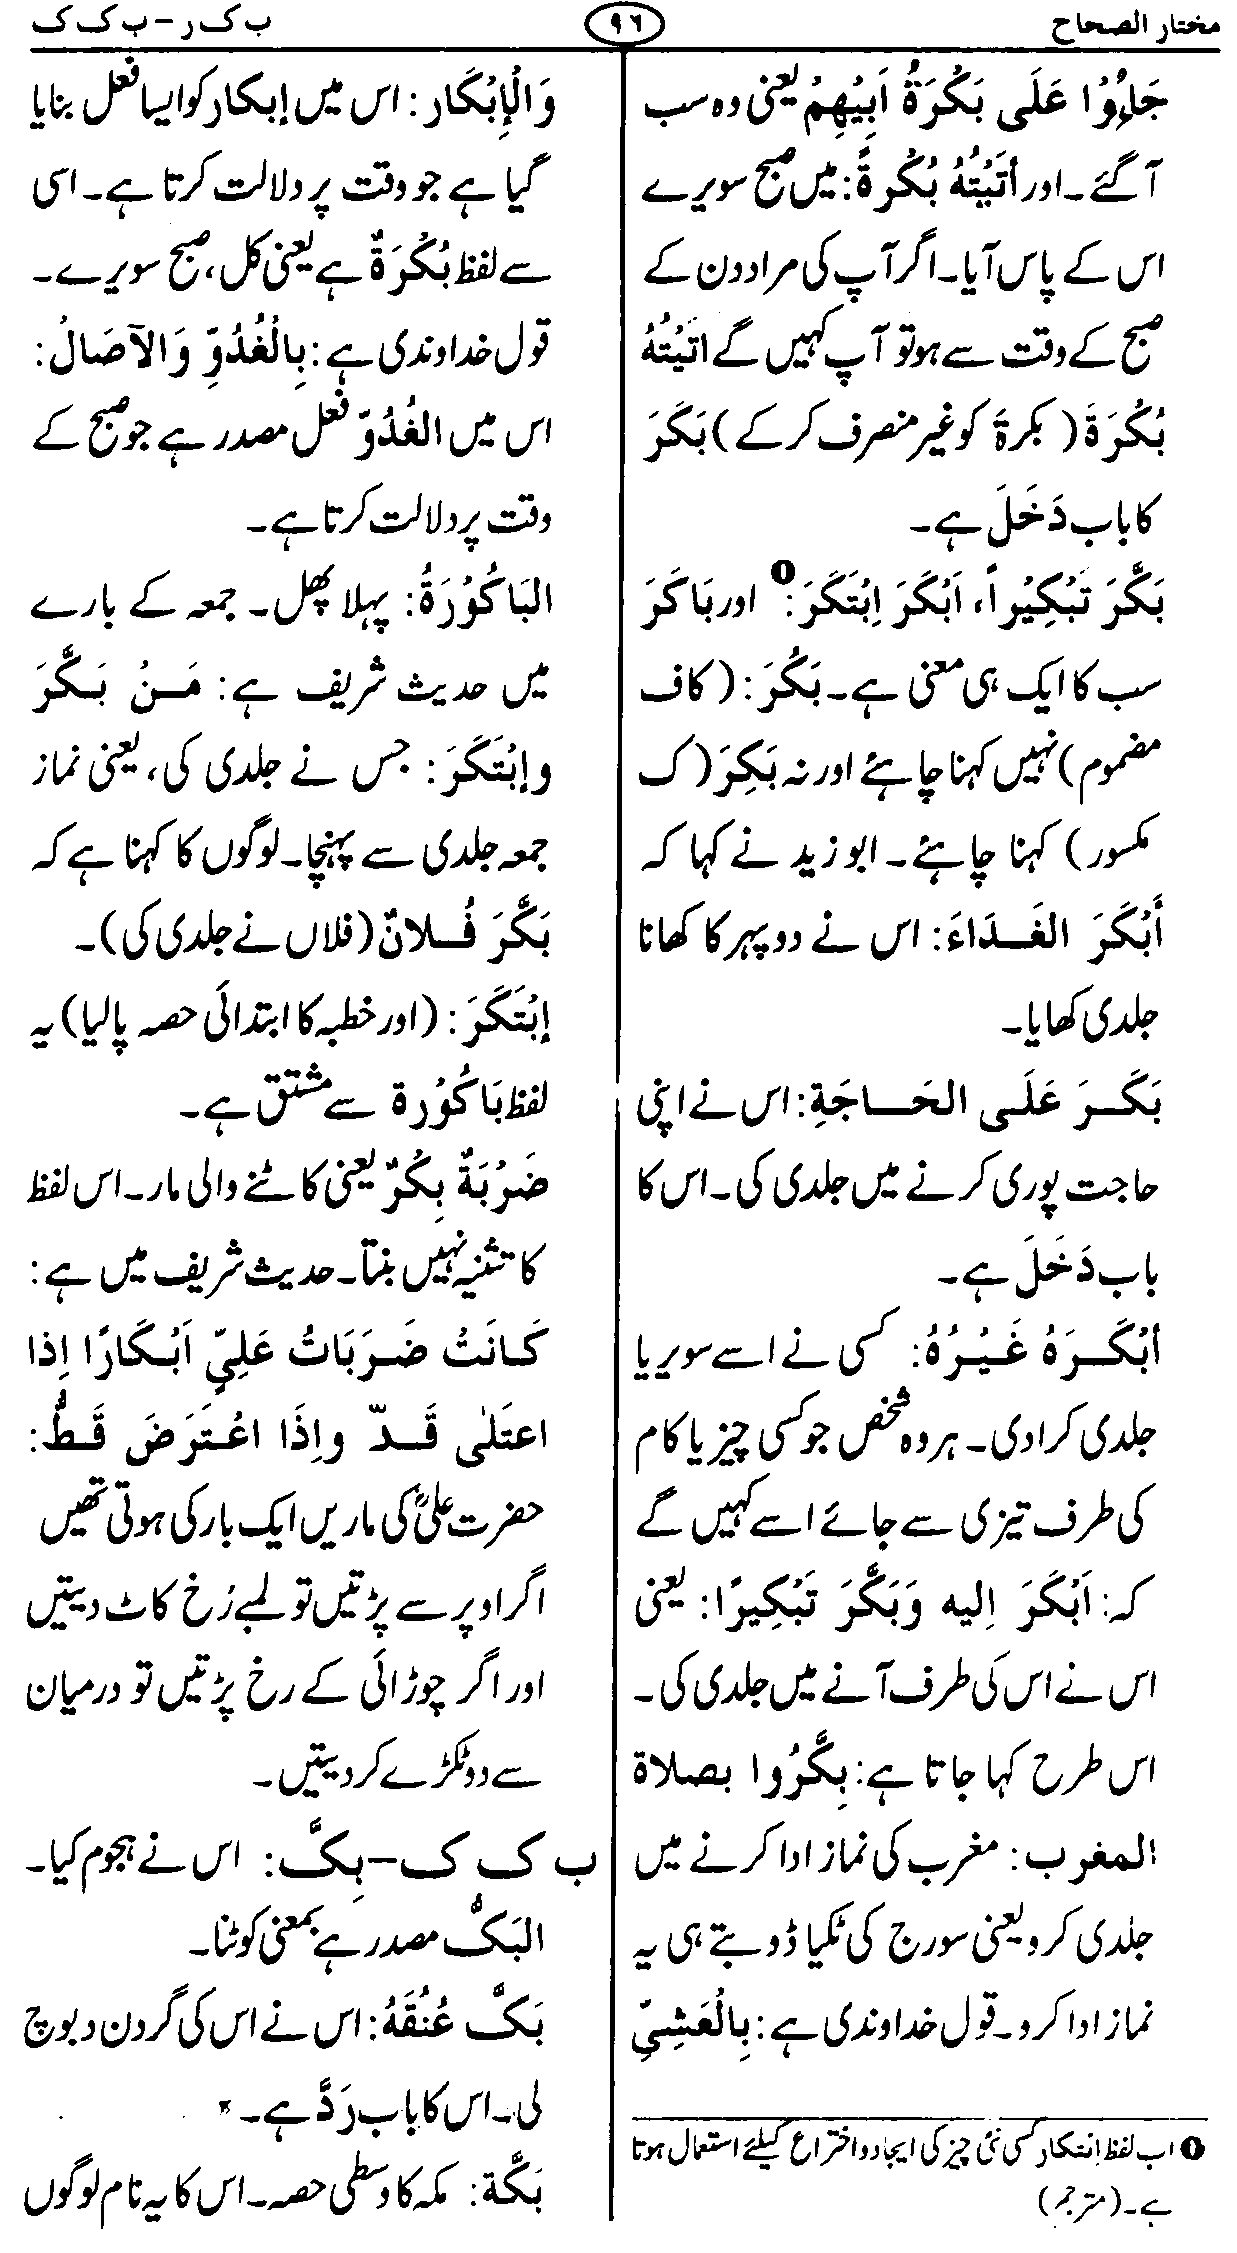 مختار الصحاح
۹۶
ب ک ر – ب ک ک
جَاءُوْا عَلَى بَكْرَةُ اَبِيْهِمُ یعنی وہ سب
آگئے۔ اور أَتَيْتُهُ بُكْرةً: میں صبح سویرے
اس کے پاس آیا۔ اگر آپ کی مراد دن کے
صبح کے وقت سے ہو تو آپ کہیں گے اَتَيْتُهُ
بُكْرَةَ ( بکرۃ کو غیر منصرف کر کے) بَكَرَ
کا باب دَخَلَ ہے۔
بَكَّرَ تَبْكِيْراً، اَبْكَرَ اِبْتَكَرَ:❶ اور بَاكَرَ
سب کا ایک ہی معنی ہے۔ بَكُرَ: (کاف
مضموم) نہیں کہنا چاہئے اور نہ بَكِرَ (ک
مکسور) کہنا چاہئے۔ ابو زید نے کہا کہ
أَبْكَرَ الغَدَاءَ: اس نے دوپہر کا کھانا
جلدی کھایا۔
بَكَرَ عَلَى الحَاجَةِ: اس نے اپنی
حاجت پوری کرنے میں جلدی کی۔ اس کا
باب دَخَلَ ہے۔
أبْكَرَهُ غَيْرُهُ: کسی نے اسے سویر یا
جلدی کرا دی۔ ہر وہ شخص جو کسی چیز یا کام
کی طرف تیزی سے جائے اسے کہیں گے
کہ: اَبْكَرَ اِليه وَبَكَّرَ تَبْكِيرًا: یعنی
اس نے اس کی طرف آنے میں جلدی کی۔
اس طرح کہا جاتا ہے: بِكَّرُوا بصلاة
المغرب: مغرب کی نماز ادا کرنے میں
جلدی کرو یعنی سورج کی ٹکیا ڈوبتے ہی یہ
نماز ادا کرو۔ قول خداوندی ہے: بِالْعَشِيِّ
❶ اب لفظ اِبتکار کسی نئی چیز کی ایجاد و اختراع کیلئے استعمال ہوتا
ہے۔ (مترجم)
وَالْإِبْكَار: اس میں إبکار کو ایسا فعل بنایا
گیا ہے جو وقت پر دلالت کرتا ہے۔ اسی
سے لفظ بُكْرَةٌ ہے یعنی کل، صبح سویرے۔
قول خداوندی ہے: بِالْغُدُوِّ وَالآصَالُ:
اس میں الغُدُوّ فعل مصدر ہے جو صبح کے
وقت پر دلالت کرتا ہے۔
البَاكُوْرَةُ: پہلا پھل۔ جمعہ کے بارے
میں حدیث شریف ہے: مَنُ بَكَّرَ
وإبْتَكَرَ: جس نے جلدی کی، یعنی نماز
جمعہ جلدی سے پہنچا۔ لوگوں کا کہنا ہے کہ
بَكَّرَ فُلانٌ (فلاں نے جلدی کی)۔
إبْتَكَرَ: (اور خطبہ کا ابتدائی حصہ پالیا) یہ
لفظ بَاكُوْرة سے مشتق ہے۔
ضَرْبَةٌ بِكْرٌ یعنی کاٹنے والی مار۔ اس لفظ
کا تثنیہ نہیں بنتا۔ حدیث شریف میں ہے:
كَانَتْ ضَرَبَاتُ عَلِيٍّ اَبْكَارًا اِذا
اعتَلىٰ قَدّ وإِذَا اعْتَرَضَ قَطُّ:
حضرت علیؓ کی ماریں ایک بار کی ہوتی تھیں
اگر اوپر سے پڑتیں تو لمبے رُخ کاٹ دیتیں
اور اگر چوڑائی کے رخ پڑتیں تو درمیان
سے دو ٹکڑے کر دیتیں۔
ب ک ک – بِكَّ: اس نے ہجوم کیا۔
البَكُّ مصدر ہے بمعنی کوٹنا۔
بَكَّ عُنُقَهُ: اس نے اس کی گردن دبوچ
لی۔ اس کا باب رَدَّ ہے۔
بَكَّة: مکہ کا وسطی حصہ۔ اس کا یہ نام لوگوں